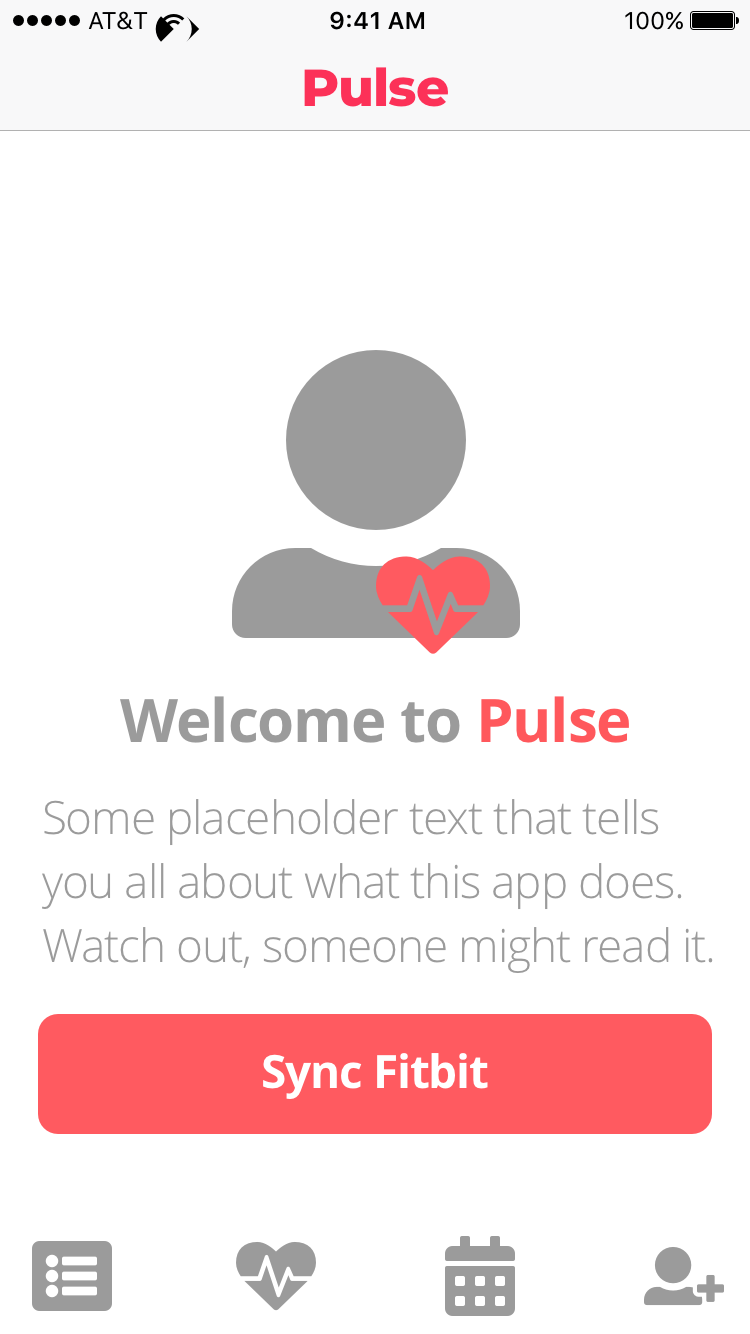 ●●●●● AT&T 9:41 AM 100%
Pulse
Welcome to Pulse
Some placeholder text that tells
you all about what this app does.
Watch out, someone might read it.
Sync Fitbit